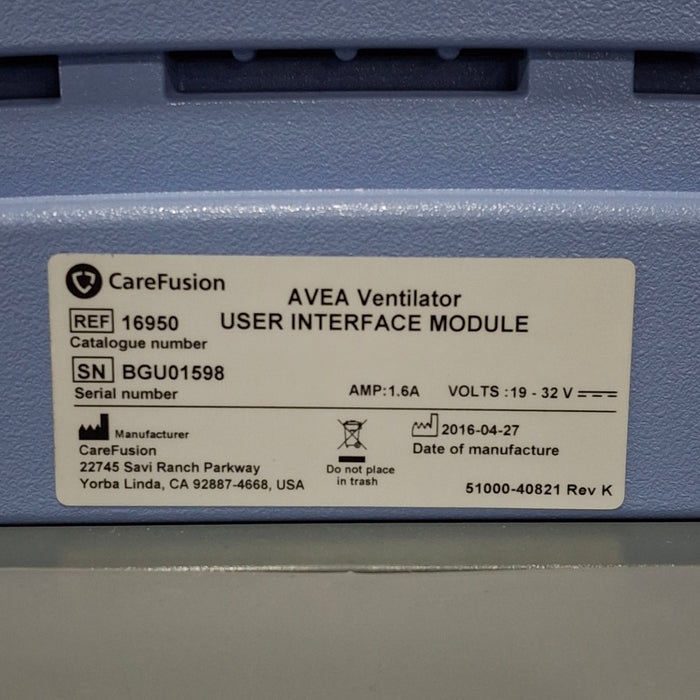 CareFusion
AVEA Ventilator
REF 16950 USER INTERFACE MODULE
Catalogue number
SN BGU01598
Serial number AMP:1.6A VOLTS :19 - 32 V
Manufacturer
CareFusion
22745 Savi Ranch Parkway
Yorba Linda, CA 92887-4668, USA
Do not place
in trash
2016-04-27
Date of manufacture
51000-40821 Rev K